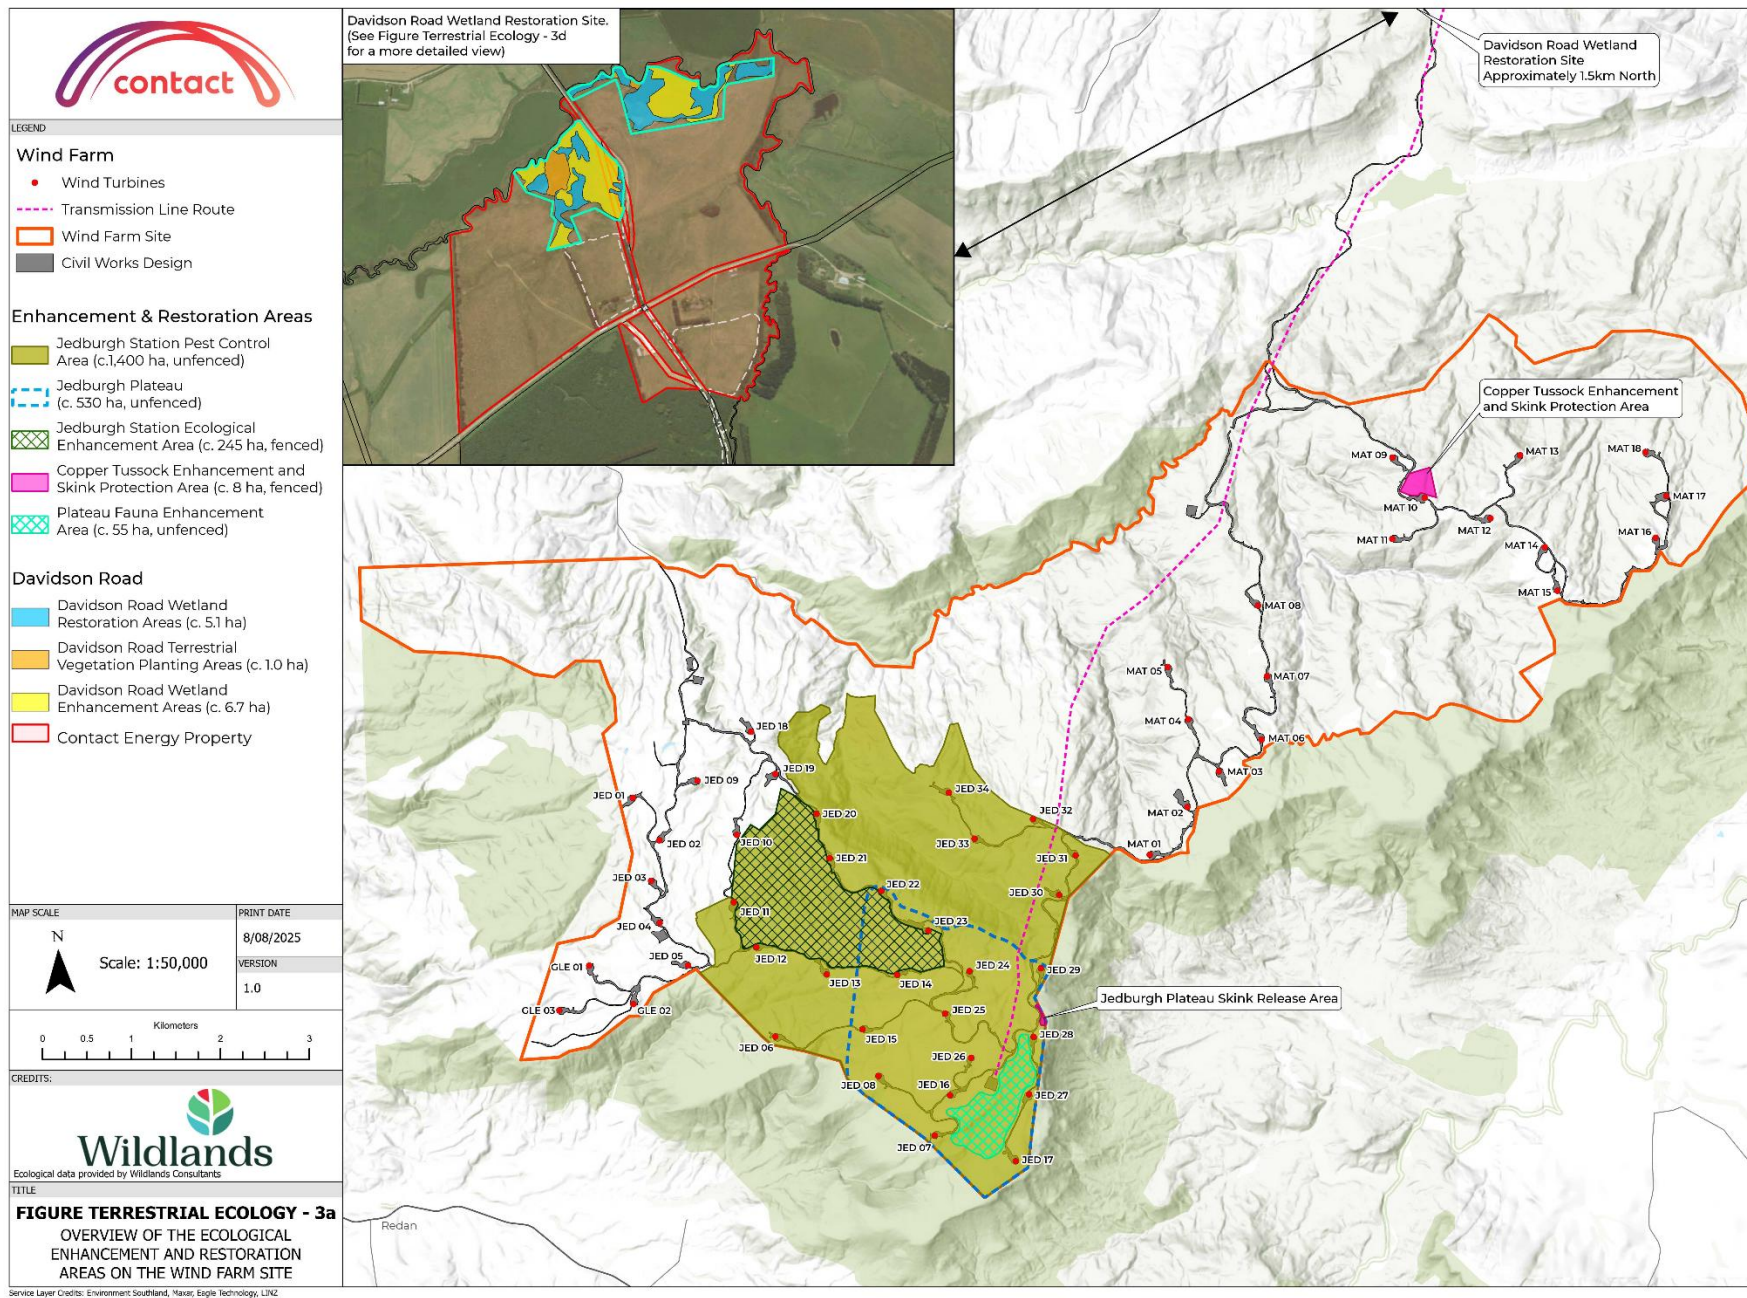 contact
LEGEND
Wind Farm
Wind Turbines
Transmission Line Route
Wind Farm Site
Civil Works Design
Enhancement & Restoration Areas
Jedburgh Station Pest Control
Area (c.1,400 ha, unfenced)
Jedburgh Plateau
(c. 530 ha, unfenced)
Jedburgh Station Ecological
Enhancement Area (c. 245 ha, fenced)
Copper Tussock Enhancement and
Skink Protection Area (c. 8 ha, fenced)
Plateau Fauna Enhancement
Area (c. 55 ha, unfenced)
Davidson Road
Davidson Road Wetland
Restoration Areas (c. 5.1 ha)
Davidson Road Terrestrial
Vegetation Planting Areas (c. 1.0 ha)
Davidson Road Wetland
Enhancement Areas (c. 6.7 ha)
Contact Energy Property
MAP SCALE
N
Scale: 1:50,000
PRINT DATE
8/08/2025
VERSION
1.0
Kilometers
0 0.5 1 2 3
CREDITS:
Wildlands
Ecological data provided by Wildlands Consultants
TITLE
FIGURE TERRESTRIAL ECOLOGY - 3a
OVERVIEW OF THE ECOLOGICAL
ENHANCEMENT AND RESTORATION
AREAS ON THE WIND FARM SITE
Service Layer Credits: Environment Southland, Maxar, Eagle Technology, LINZ
Davidson Road Wetland Restoration Site.
(See Figure Terrestrial Ecology - 3d
for a more detailed view)
Davidson Road Wetland
Restoration Site
Approximately 1.5km North
Copper Tussock Enhancement
and Skink Protection Area
MAT 09
MAT 13
MAT 18
MAT 17
MAT 10
MAT 12
MAT 11
MAT 14
MAT 16
MAT 15
MAT 08
MAT 05
MAT 07
MAT 04
MAT 06
MAT 03
MAT 02
MAT 01
JED 18
JED 19
JED 09
JED 01
JED 34
JED 20
JED 32
JED 10
JED 02
JED 33
JED 21
JED 31
JED 03
JED 22
JED 30
JED 11
JED 04
JED 23
JED 12
JED 05
GLE 01
JED 13
JED 14
JED 24
JED 29
Jedburgh Plateau Skink Release Area
GLE 03
GLE 02
JED 25
JED 28
JED 06
JED 15
JED 26
JED 08
JED 16
JED 27
JED 07
JED 17
Redan